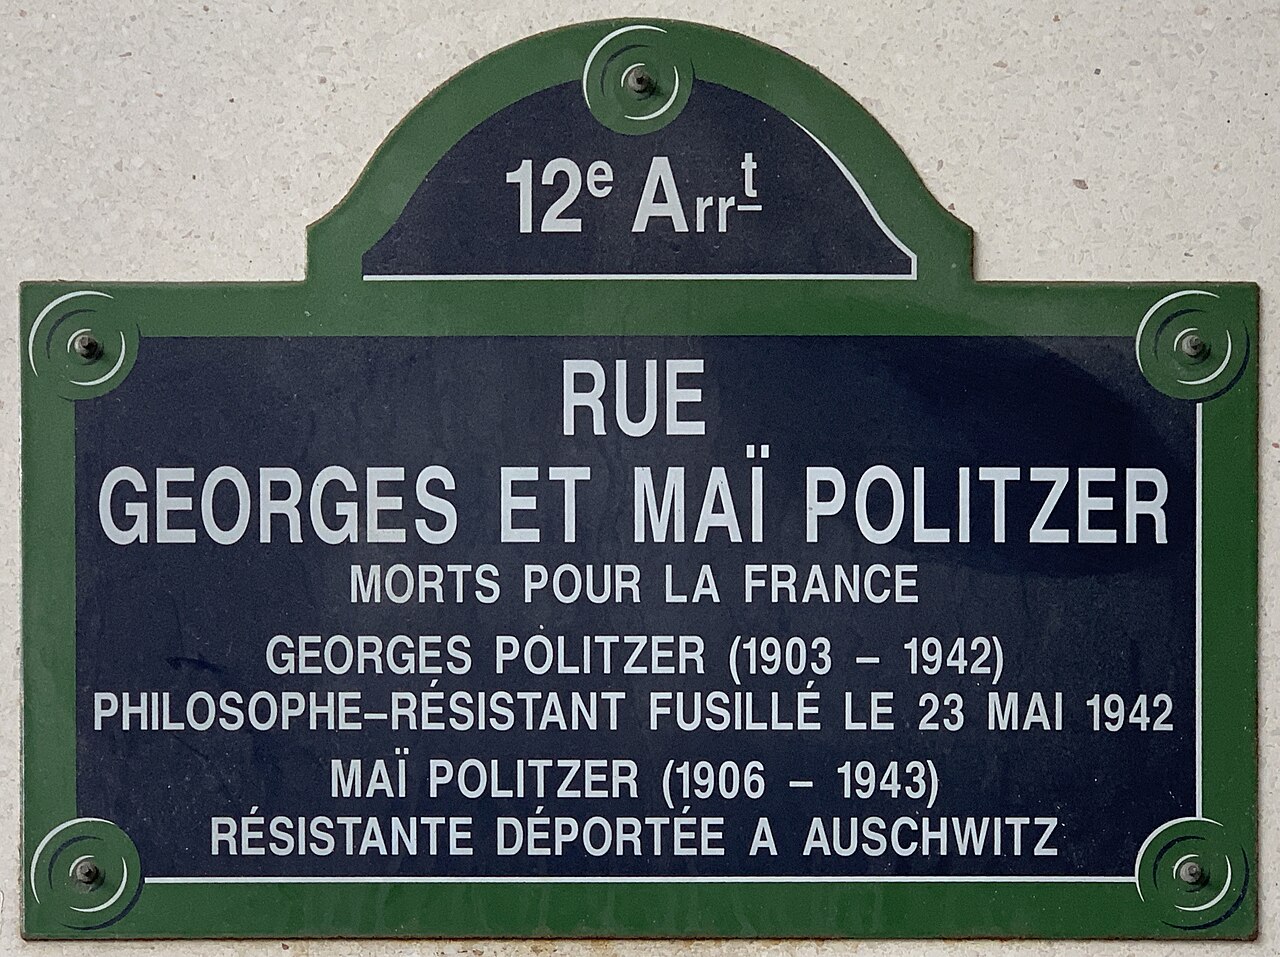 12e Arrt
RUE
GEORGES ET MAÏ POLITZER
MORTS POUR LA FRANCE
GEORGES POLITZER (1903 – 1942)
PHILOSOPHE–RÉSISTANT FUSILLÉ LE 23 MAI 1942
MAÏ POLITZER (1906 – 1943)
RÉSISTANTE DÉPORTÉE A AUSCHWITZ